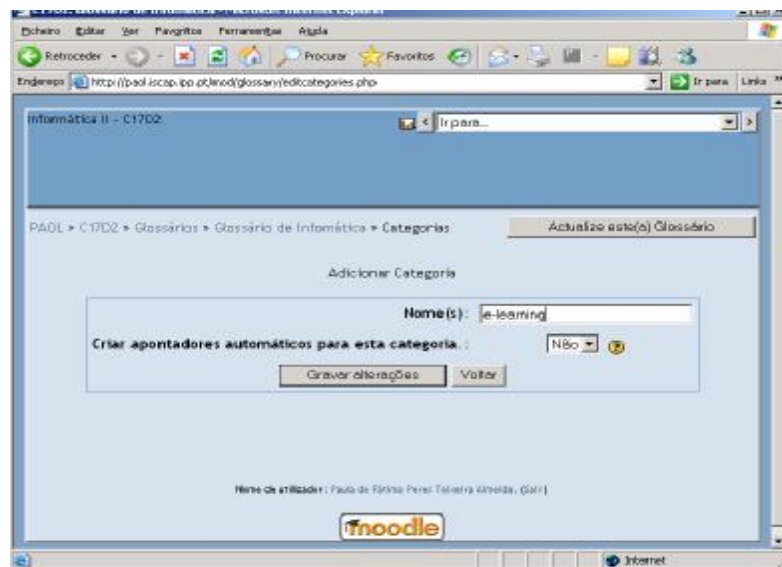 Ficheiro Editar Ver Favoritos Ferramentas Ajuda
Retroceder Procurar Favoritos
Endereço http://paol.iscap.ipp.pt/mod/glossary/editcategories.php Ir para Links »
Informática II - C17D2 Ir para...
PAOL » C17D2 » Glossários » Glossário de Informática » Categorias Actualize este(a) Glossário
Adicionar Categoria
Nome(s): e-learning
Criar apontadores automáticos para esta categoria. : Não
Gravar alterações Voltar
Nome de utilizador: Paula de Fátima Peres Teixeira Almeida. (Sair)
moodle
Internet